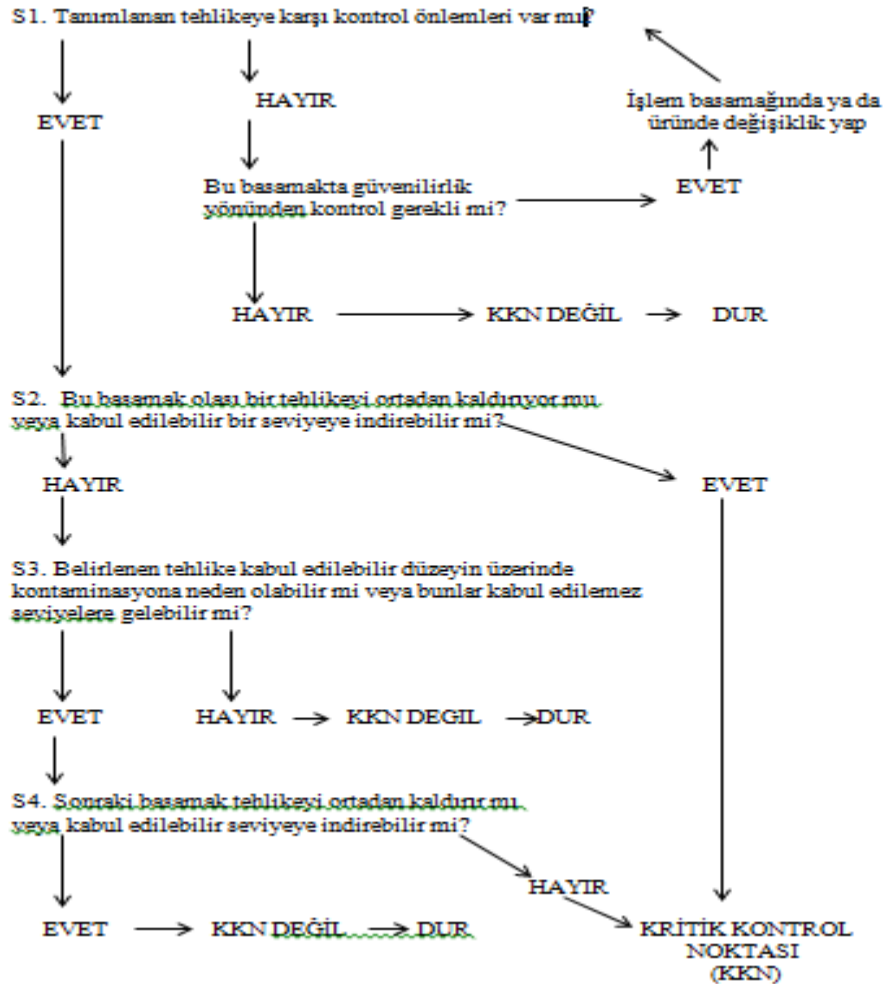 S1. Tanımlanan tehlikeye karşı kontrol önlemleri var mı?
HAYIR
EVET
İşlem basamağında ya da
üründe değişiklik yap
Bu basamakta güvenilirlik
yönünden kontrol gerekli mi?
EVET
HAYIR
KKN DEĞİL
DUR
S2. Bu basamak olası bir tehlikeyi ortadan kaldırıyor mu
veya kabul edilebilir bir seviyeye indirebilir mi?
HAYIR
EVET
S3. Belirlenen tehlike kabul edilebilir düzeyin üzerinde
kontaminasyona neden olabilir mi veya bunlar kabul edilemez
seviyelere gelebilir mi?
EVET
HAYIR
KKN DEGIL
DUR
S4. Sonraki basamak tehlikeyi ortadan kaldırır mı
veya kabul edilebilir seviyeye indirebilir mi?
HAYIR
EVET
KKN DEĞİL
DUR
KRİTİK KONTROL
NOKTASI
(KKN)